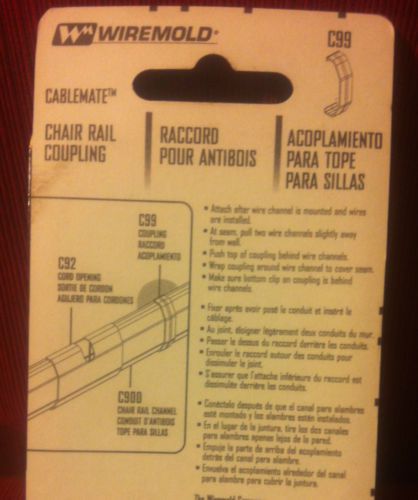 WIREMOLD®
C99
CABLEMATE™
CHAIR RAIL
COUPLING
RACCORD
POUR ANTIBOIS
ACOPLAMIENTO
PARA TOPE
PARA SILLAS
C99
COUPLING
RACCORD
ACOPLAMIENTO
C92
CORD OPENING
SORTIE DE CORDON
AGUJERO PARA CORDONES
C900
CHAIR RAIL CHANNEL
CONDUIT D'ANTIBOIS
TOPE PARA SILLAS
• Attach after wire channel is mounted and wires
are installed.
• At seam, pull two wire channels slightly away
from wall.
• Push top of coupling behind wire channels.
• Wrap coupling around wire channel to cover seam.
• Make sure bottom clip on coupling is behind
wire channels.
• Fixer après avoir posé le conduit et inséré le
câblage.
• Au joint, éloigner légèrement deux conduits du mur.
• Passer le dessus du raccord derrière les conduits.
• Enrouler le raccord autour des conduits pour
dissimuler le joint.
• S'assurer que l'attache inférieure du raccord est
dissimulée derrière les conduits.
• Conéctelo después de que el canal para alambres
esté montado y los alambres estén instalados.
• En el lugar de la juntura, tire los dos canales
para alambres apenas lejos de la pared.
• Empuje la parte de arriba del acoplamiento
detrás del canal para alambre.
• Envuelva el acoplamiento alrededor del canal
para alambre para cubrir la juntura.
The Wiremold Company